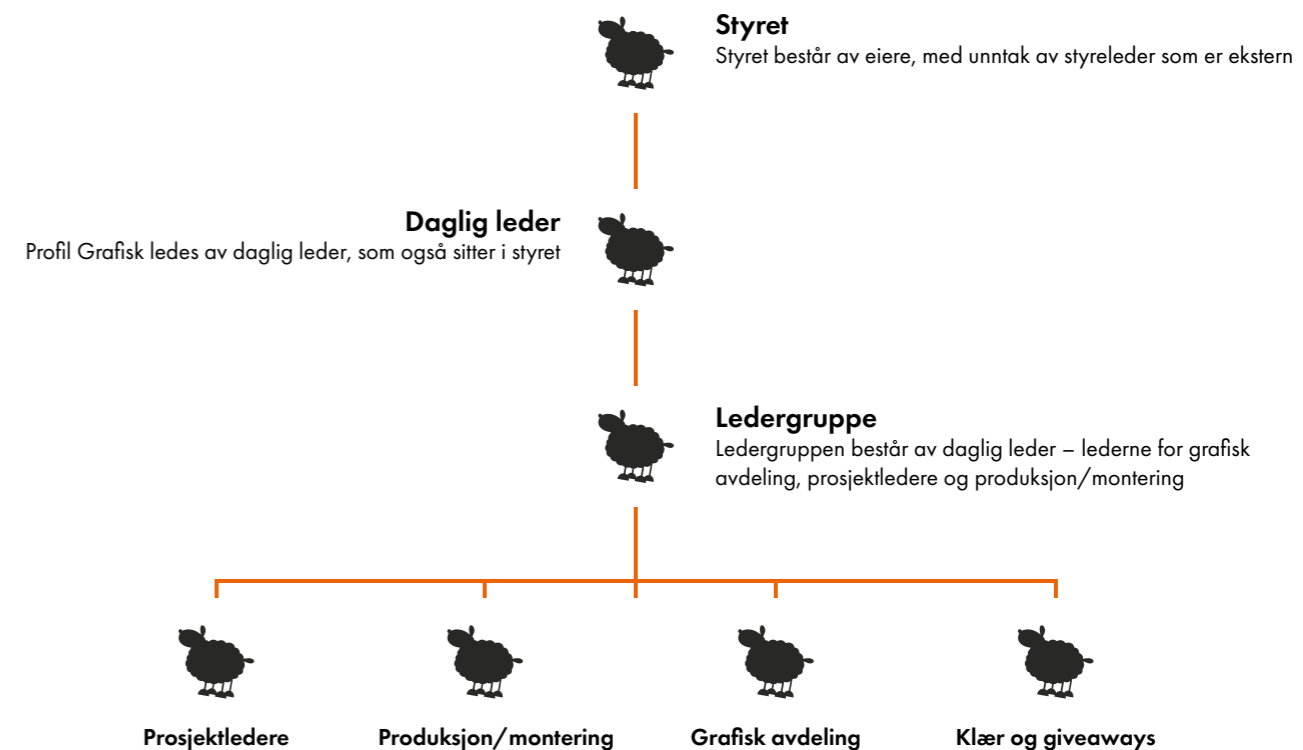 Styret
Styret består av eiere, med unntak av styreleder som er ekstern
Daglig leder
Profil Grafisk ledes av daglig leder, som også sitter i styret
Ledergruppe
Ledergruppen består av daglig leder – lederne for grafisk
avdeling, prosjektledere og produksjon/montering
Prosjektledere
Produksjon/montering
Grafisk avdeling
Klær og giveaways